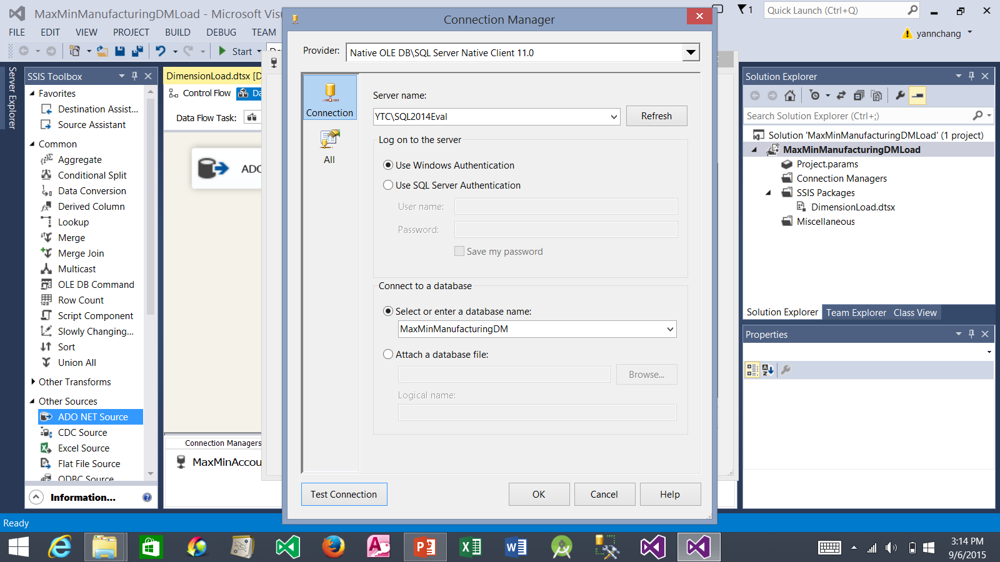 MaxMinManufacturingDMLoad - Microsoft Visu
1
Quick Launch (Ctrl+Q)
FILE EDIT VIEW PROJECT BUILD DEBUG TEAM
yannchang
Start
Server Explorer
SSIS Toolbox
Favorites
Destination Assist...
Source Assistant
Common
Aggregate
Conditional Split
Data Conversion
Derived Column
Lookup
Merge
Merge Join
Multicast
OLE DB Command
Row Count
Script Component
Slowly Changing...
Sort
Union All
Other Transforms
Other Sources
ADO NET Source
CDC Source
Excel Source
Flat File Source
ODBC Source
Information...
DimensionLoad.dtsx [D
Control Flow
Da
Data Flow Task:
ADO
Connection Managers
MaxMinAccou
Connection Manager
Provider:
Native OLE DB\SQL Server Native Client 11.0
Connection
All
Server name:
YTC\SQL2014Eval
Refresh
Log on to the server
Use Windows Authentication
Use SQL Server Authentication
User name:
Password:
Save my password
Connect to a database
Select or enter a database name:
MaxMinManufacturingDM
Attach a database file:
Browse...
Logical name:
Test Connection
OK
Cancel
Help
Solution Explorer
Search Solution Explorer (Ctrl+;)
Solution 'MaxMinManufacturingDMLoad' (1 project)
MaxMinManufacturingDMLoad
Project.params
Connection Managers
SSIS Packages
DimensionLoad.dtsx
Miscellaneous
Solution Explorer Team Explorer Class View
Properties
Ready
3:14 PM
9/6/2015